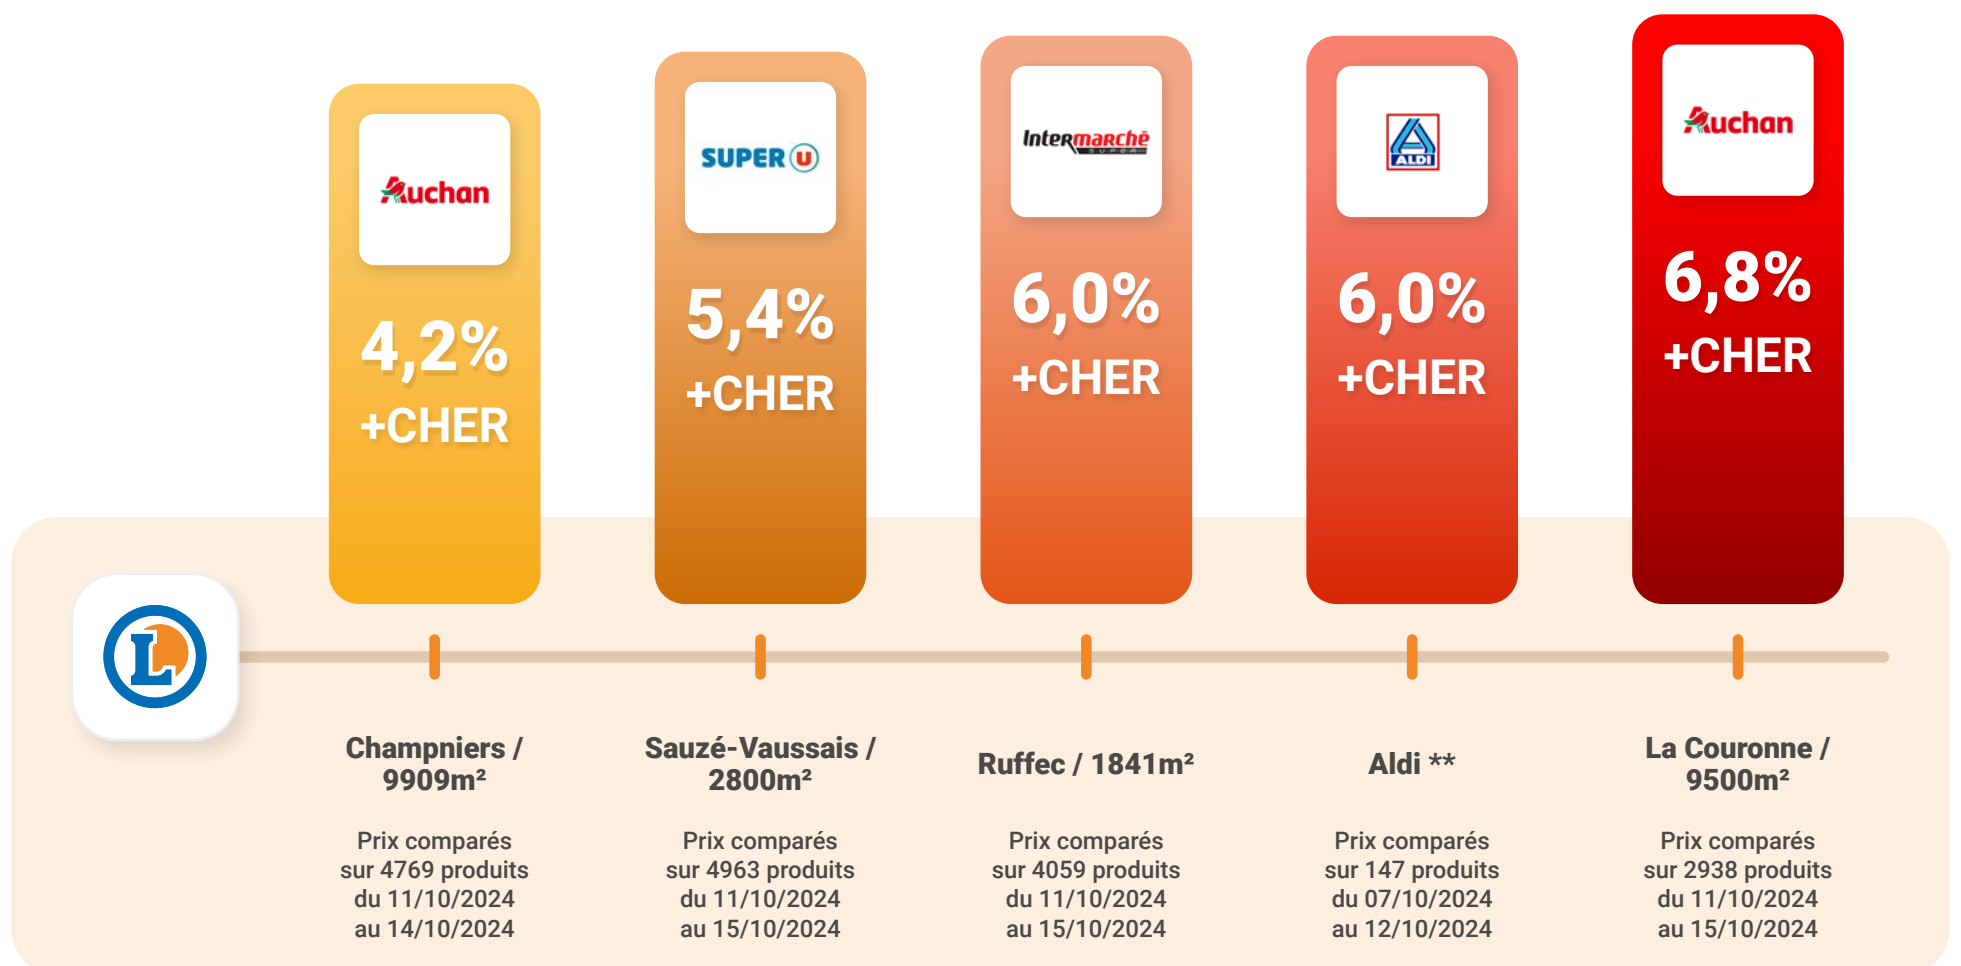 Auchan
4,2%
+CHER
SUPER U
5,4%
+CHER
Intermarché
SUPER
6,0%
+CHER
ALDI
6,0%
+CHER
Auchan
6,8%
+CHER
L
Champniers /
9909m²
Prix comparés
sur 4769 produits
du 11/10/2024
au 14/10/2024
Sauzé-Vaussais /
2800m²
Prix comparés
sur 4963 produits
du 11/10/2024
au 15/10/2024
Ruffec / 1841m²
Prix comparés
sur 4059 produits
du 11/10/2024
au 15/10/2024
Aldi **
Prix comparés
sur 147 produits
du 07/10/2024
au 12/10/2024
La Couronne /
9500m²
Prix comparés
sur 2938 produits
du 11/10/2024
au 15/10/2024